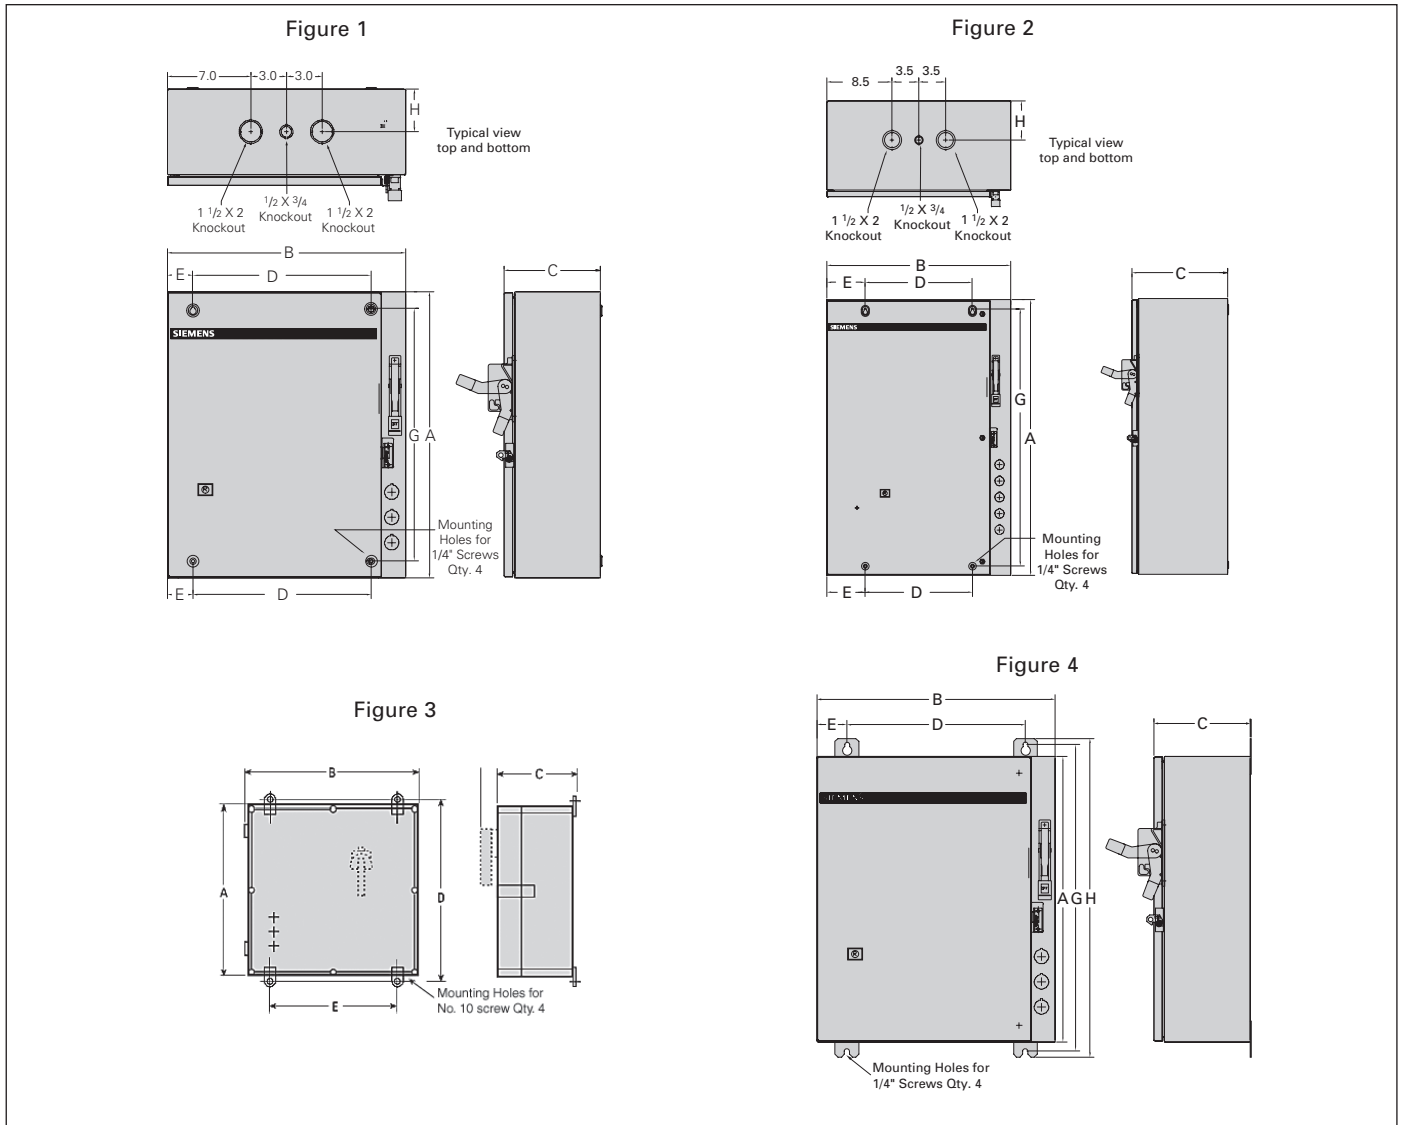 Figure 1
7.0
3.0
3.0
H
Typical view
top and bottom
1 1/2 X 2
Knockout
1/2 X 3/4
Knockout
1 1/2 X 2
Knockout
B
E
D
C
SIEMENS
G
A
Mounting
Holes for
1/4" Screws
Qty. 4
E
D
Figure 2
8.5
3.5
3.5
H
Typical view
top and bottom
1 1/2 X 2
Knockout
1/2 X 3/4
Knockout
1 1/2 X 2
Knockout
B
E
D
C
SIEMENS
G
A
Mounting
Holes for
1/4" Screws
Qty. 4
E
D
Figure 3
B
C
A
D
E
Mounting Holes for
No. 10 screw Qty. 4
Figure 4
B
E
D
C
SIEMENS
A
G
H
R
Mounting Holes for
1/4" Screws Qty. 4